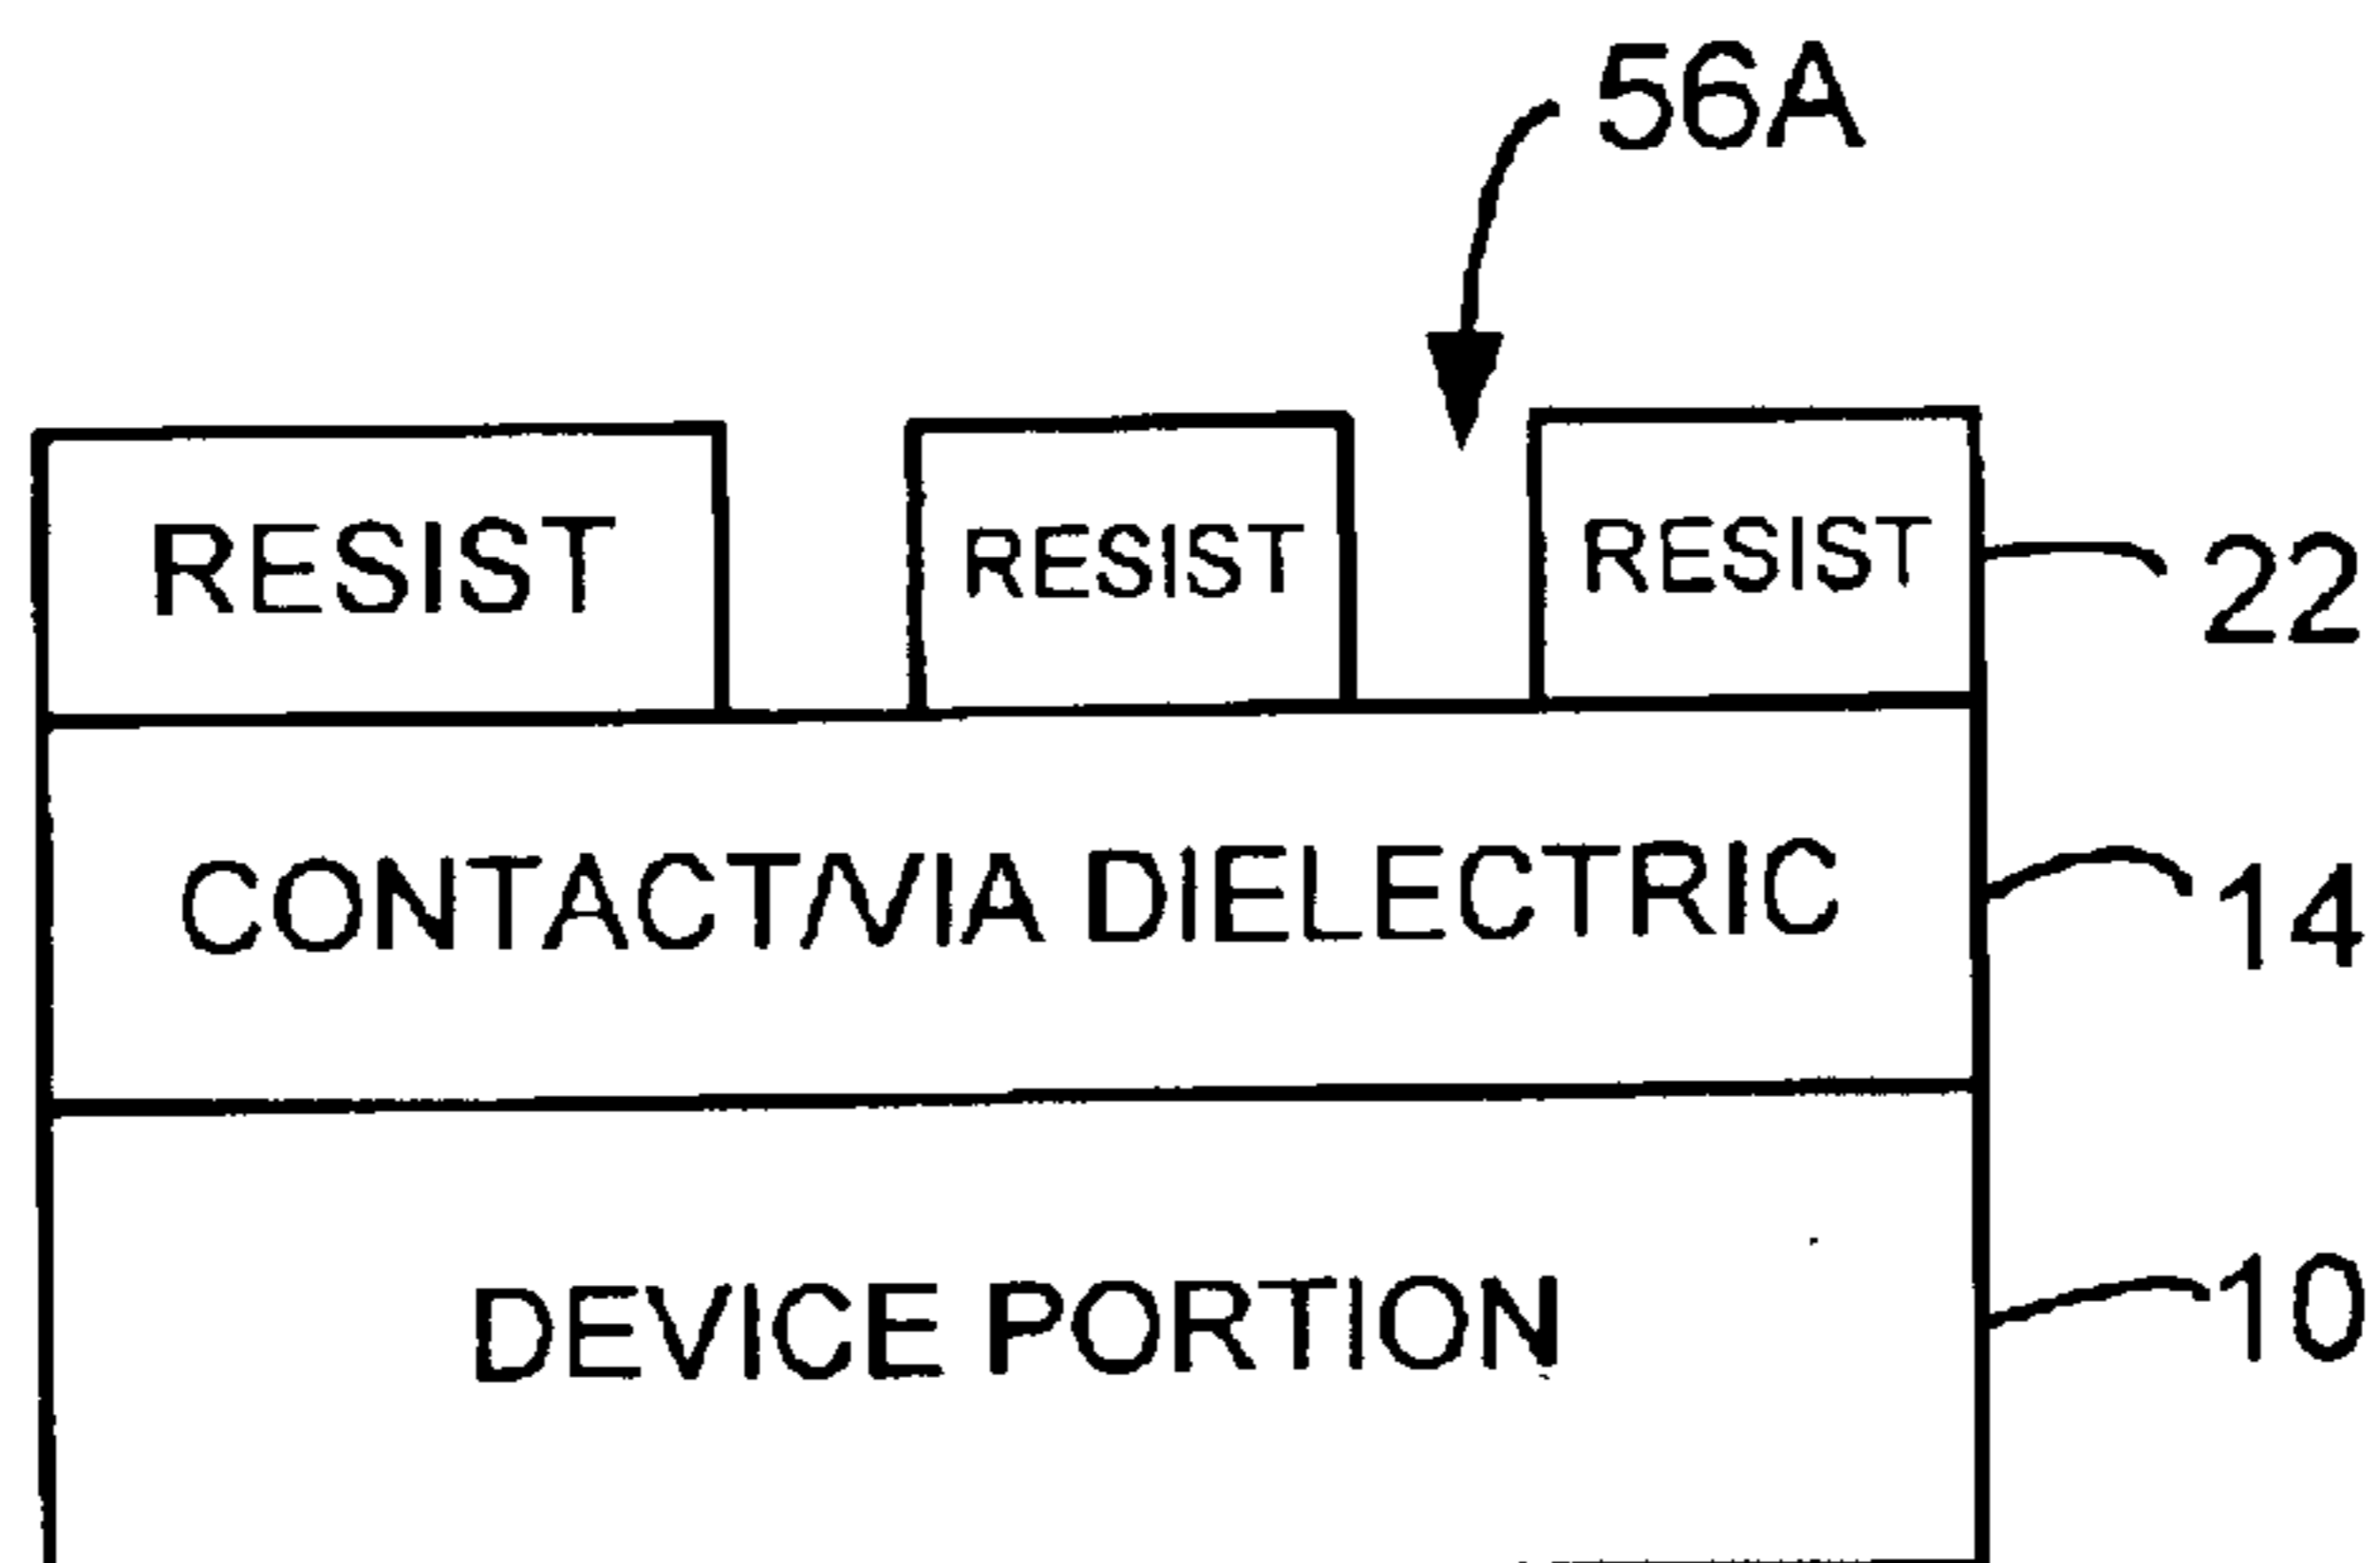 56A
RESIST RESIST RESIST 22
CONTACT/VIA DIELECTRIC 14
DEVICE PORTION 10